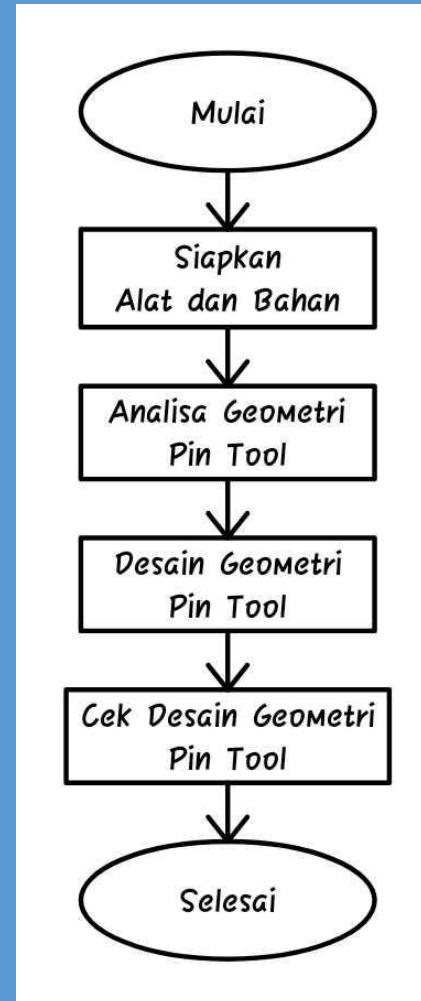 Mulai
Siapkan
Alat dan Bahan
Analisa Geometri
Pin Tool
Desain Geometri
Pin Tool
Cek Desain Geometri
Pin Tool
Selesai